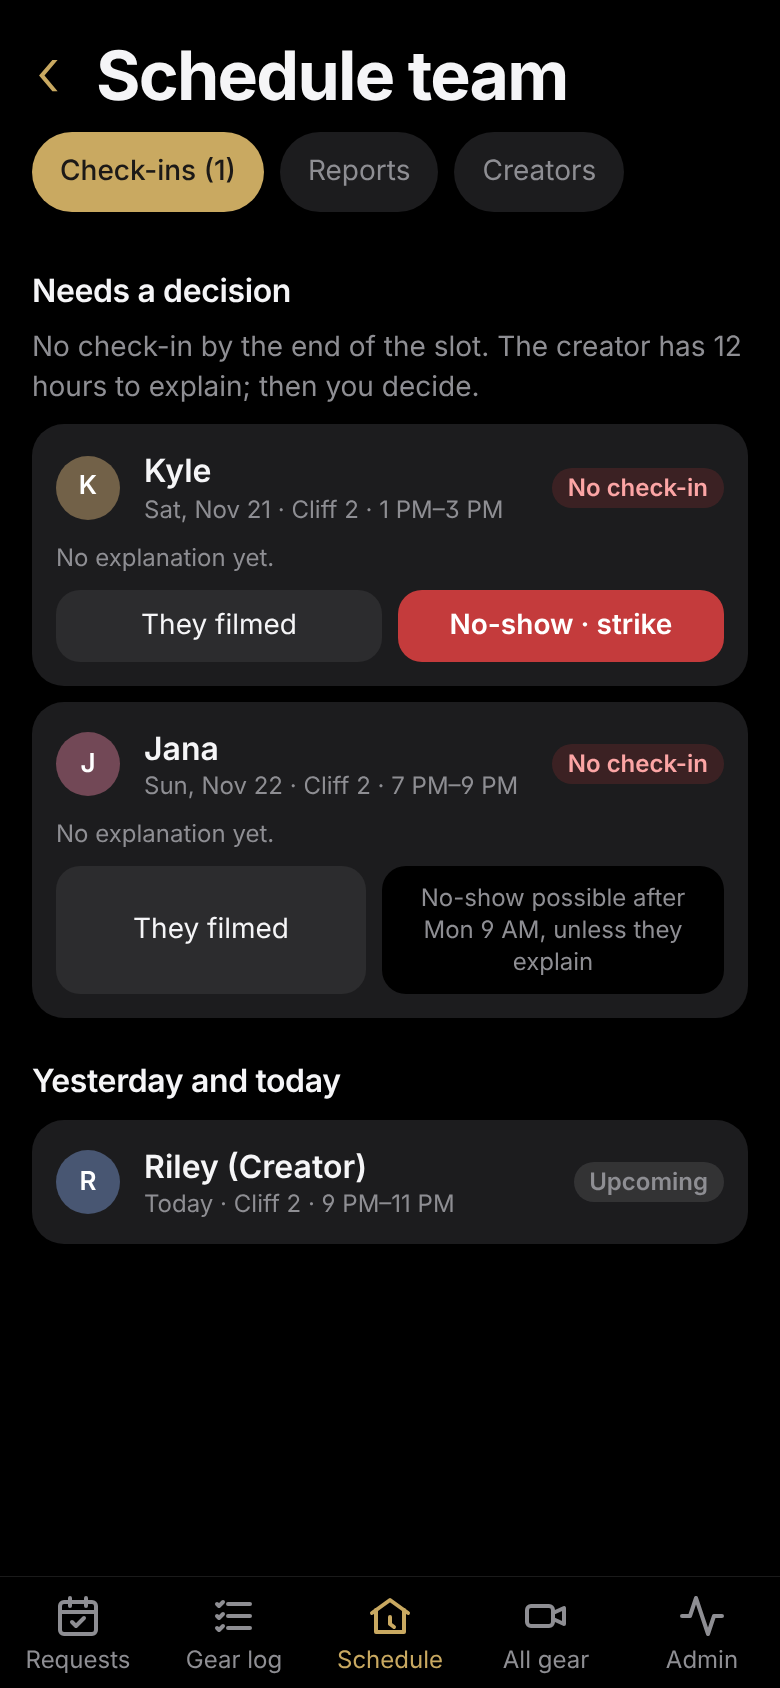 Schedule team
Check-ins (1)
Reports
Creators
Needs a decision
No check-in by the end of the slot. The creator has 12
hours to explain; then you decide.
K
Kyle
Sat, Nov 21 · Cliff 2 · 1 PM–3 PM
No check-in
No explanation yet.
They filmed
No-show · strike
J
Jana
Sun, Nov 22 · Cliff 2 · 7 PM–9 PM
No check-in
No explanation yet.
They filmed
No-show possible after
Mon 9 AM, unless they
explain
Yesterday and today
R
Riley (Creator)
Today · Cliff 2 · 9 PM–11 PM
Upcoming
Requests
Gear log
Schedule
All gear
Admin